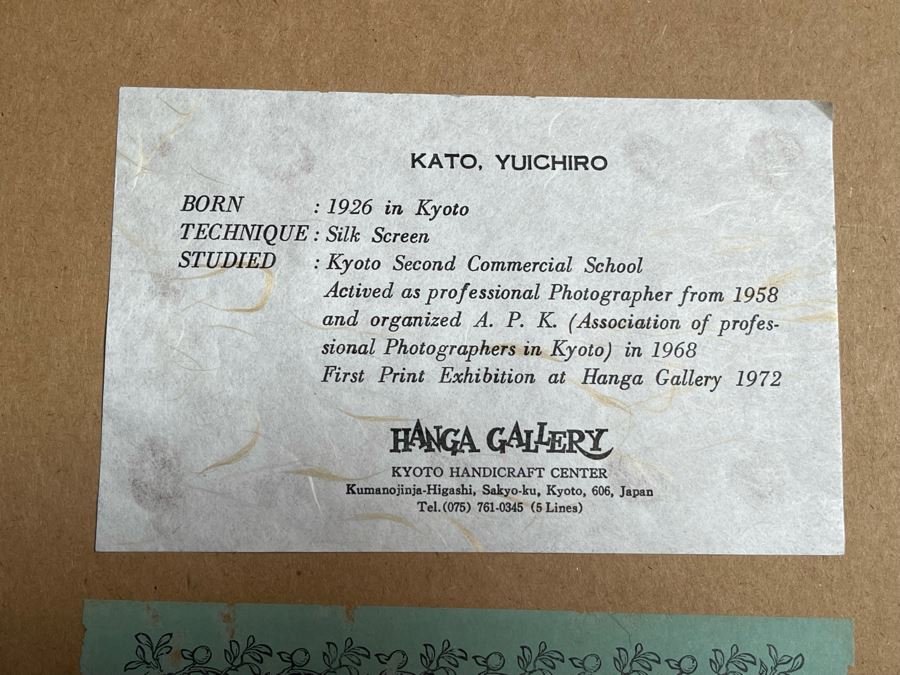 KATO, YUICHIRO
BORN : 1926 in Kyoto
TECHNIQUE : Silk Screen
STUDIED : Kyoto Second Commercial School
Actived as professional Photographer from 1958
and organized A. P. K. (Association of profes-
sional Photographers in Kyoto) in 1968
First Print Exhibition at Hanga Gallery 1972
HANGA GALLERY
KYOTO HANDICRAFT CENTER
Kumanojinja-Higashi, Sakyo-ku, Kyoto, 606, Japan
Tel.(075) 761-0345 (5 Lines)